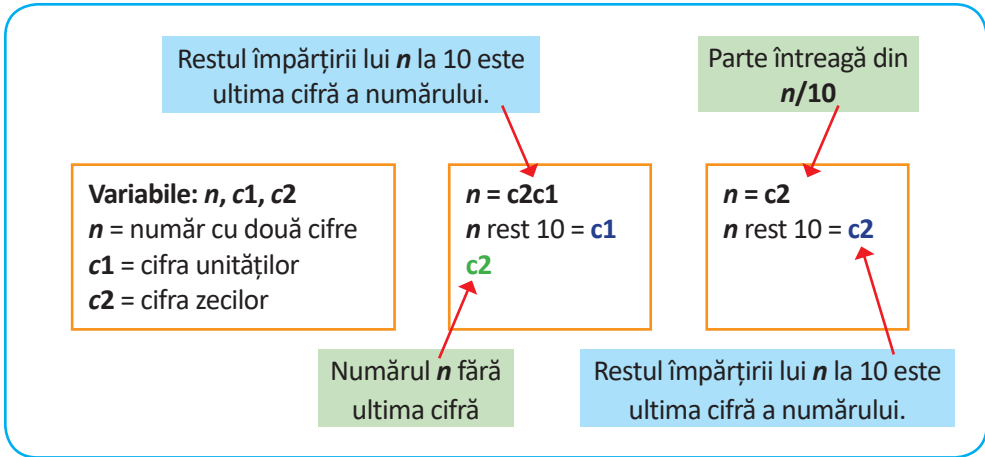 Restul împărțirii lui n la 10 este
ultima cifră a numărului.
Parte întreagă din
n/10
Variabile: n, c1, c2
n = număr cu două cifre
c1 = cifra unităților
c2 = cifra zecilor
n = c2c1
n rest 10 = c1
c2
n = c2
n rest 10 = c2
Numărul n fără
ultima cifră
Restul împărțirii lui n la 10 este
ultima cifră a numărului.